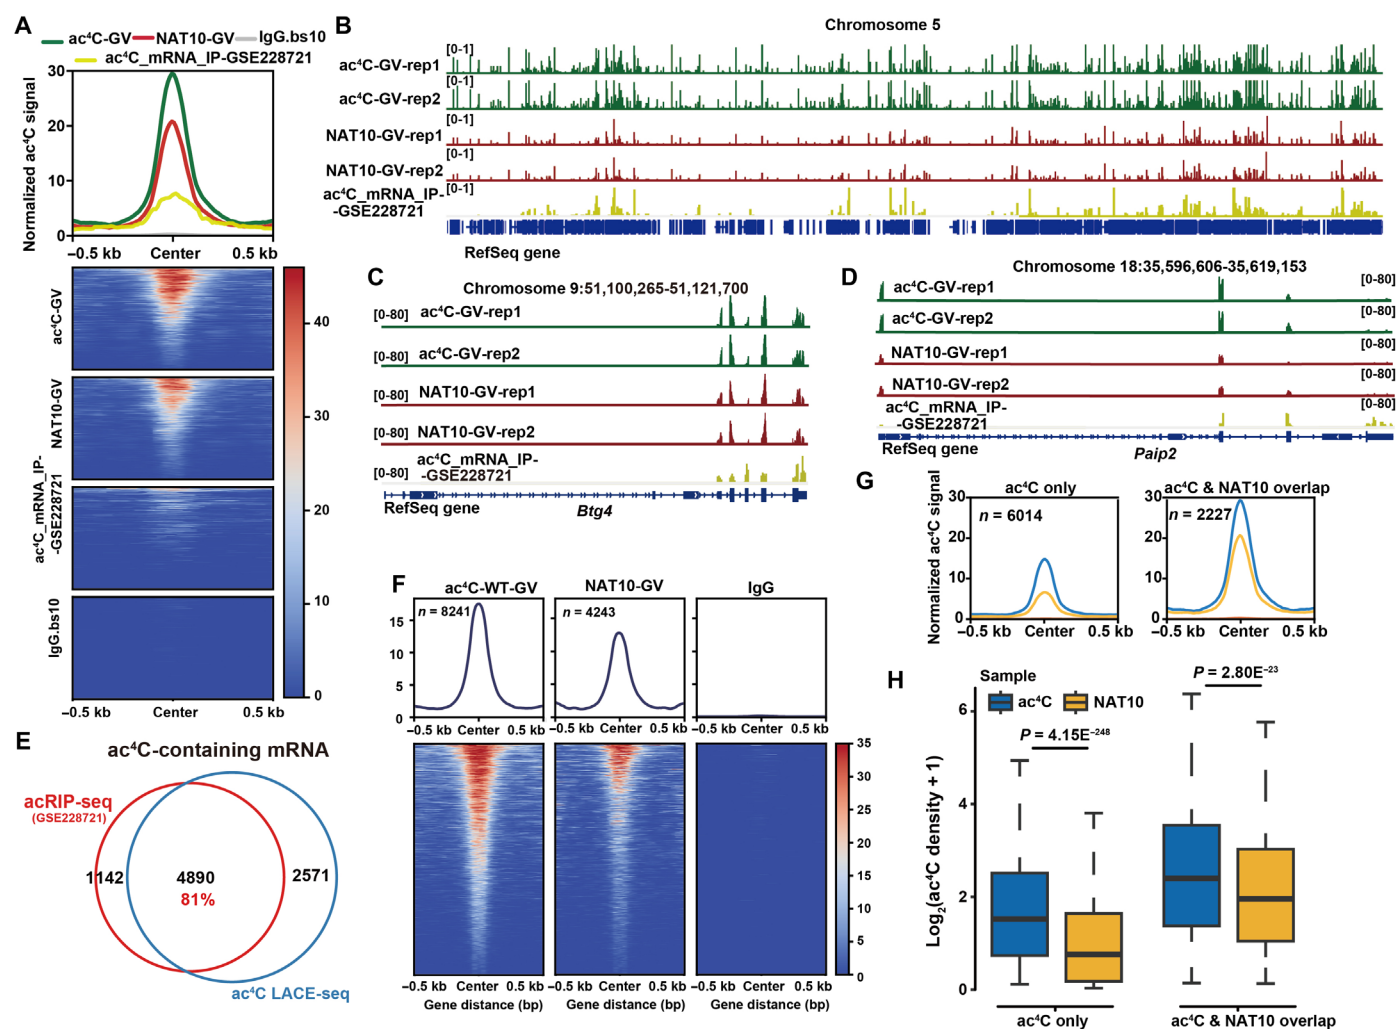 A
ac⁴C-GV NAT10-GV IgG.bs10
ac⁴C_mRNA_IP-GSE228721
Normalized ac⁴C signal
30
20
10
0
−0.5 kb Center 0.5 kb
ac⁴C-GV
NAT10-GV
ac⁴C_mRNA_IP-
-GSE228721
IgG.bs10
40
30
20
10
0
−0.5 kb Center 0.5 kb
B
Chromosome 5
ac⁴C-GV-rep1 [0-1]
ac⁴C-GV-rep2 [0-1]
NAT10-GV-rep1 [0-1]
NAT10-GV-rep2 [0-1]
ac⁴C_mRNA_IP- [0-1]
-GSE228721
RefSeq gene
C
Chromosome 9:51,100,265-51,121,700
[0-80] ac⁴C-GV-rep1
[0-80] ac⁴C-GV-rep2
[0-80] NAT10-GV-rep1
[0-80] NAT10-GV-rep2
ac⁴C_mRNA_IP-
[0-80] -GSE228721
RefSeq gene Btg4
D
Chromosome 18:35,596,606-35,619,153
ac⁴C-GV-rep1 [0-80]
ac⁴C-GV-rep2 [0-80]
NAT10-GV-rep1 [0-80]
NAT10-GV-rep2 [0-80]
ac⁴C_mRNA_IP- [0-80]
-GSE228721
RefSeq gene Paip2
E
ac⁴C-containing mRNA
acRIP-seq
(GSE228721)
1142 4890 2571
81%
ac⁴C LACE-seq
F
ac⁴C-WT-GV NAT10-GV IgG
n = 8241 n = 4243
15
10
5
0
−0.5 kb Center 0.5 kb −0.5 kb Center 0.5 kb −0.5 kb Center 0.5 kb
35
30
25
20
15
10
5
0
−0.5 kb Center 0.5 kb −0.5 kb Center 0.5 kb −0.5 kb Center 0.5 kb
Gene distance (bp) Gene distance (bp) Gene distance (bp)
G
ac⁴C only ac⁴C & NAT10 overlap
Normalized ac⁴C signal
30 30
n = 6014 n = 2227
20 20
10 10
0 0
−0.5 kb Center 0.5 kb −0.5 kb Center 0.5 kb
H
Sample
ac⁴C NAT10
P = 2.80E⁻²³
P = 4.15E⁻²⁴⁸
Log₂(ac⁴C density + 1)
6
4
2
0
ac⁴C only ac⁴C & NAT10 overlap